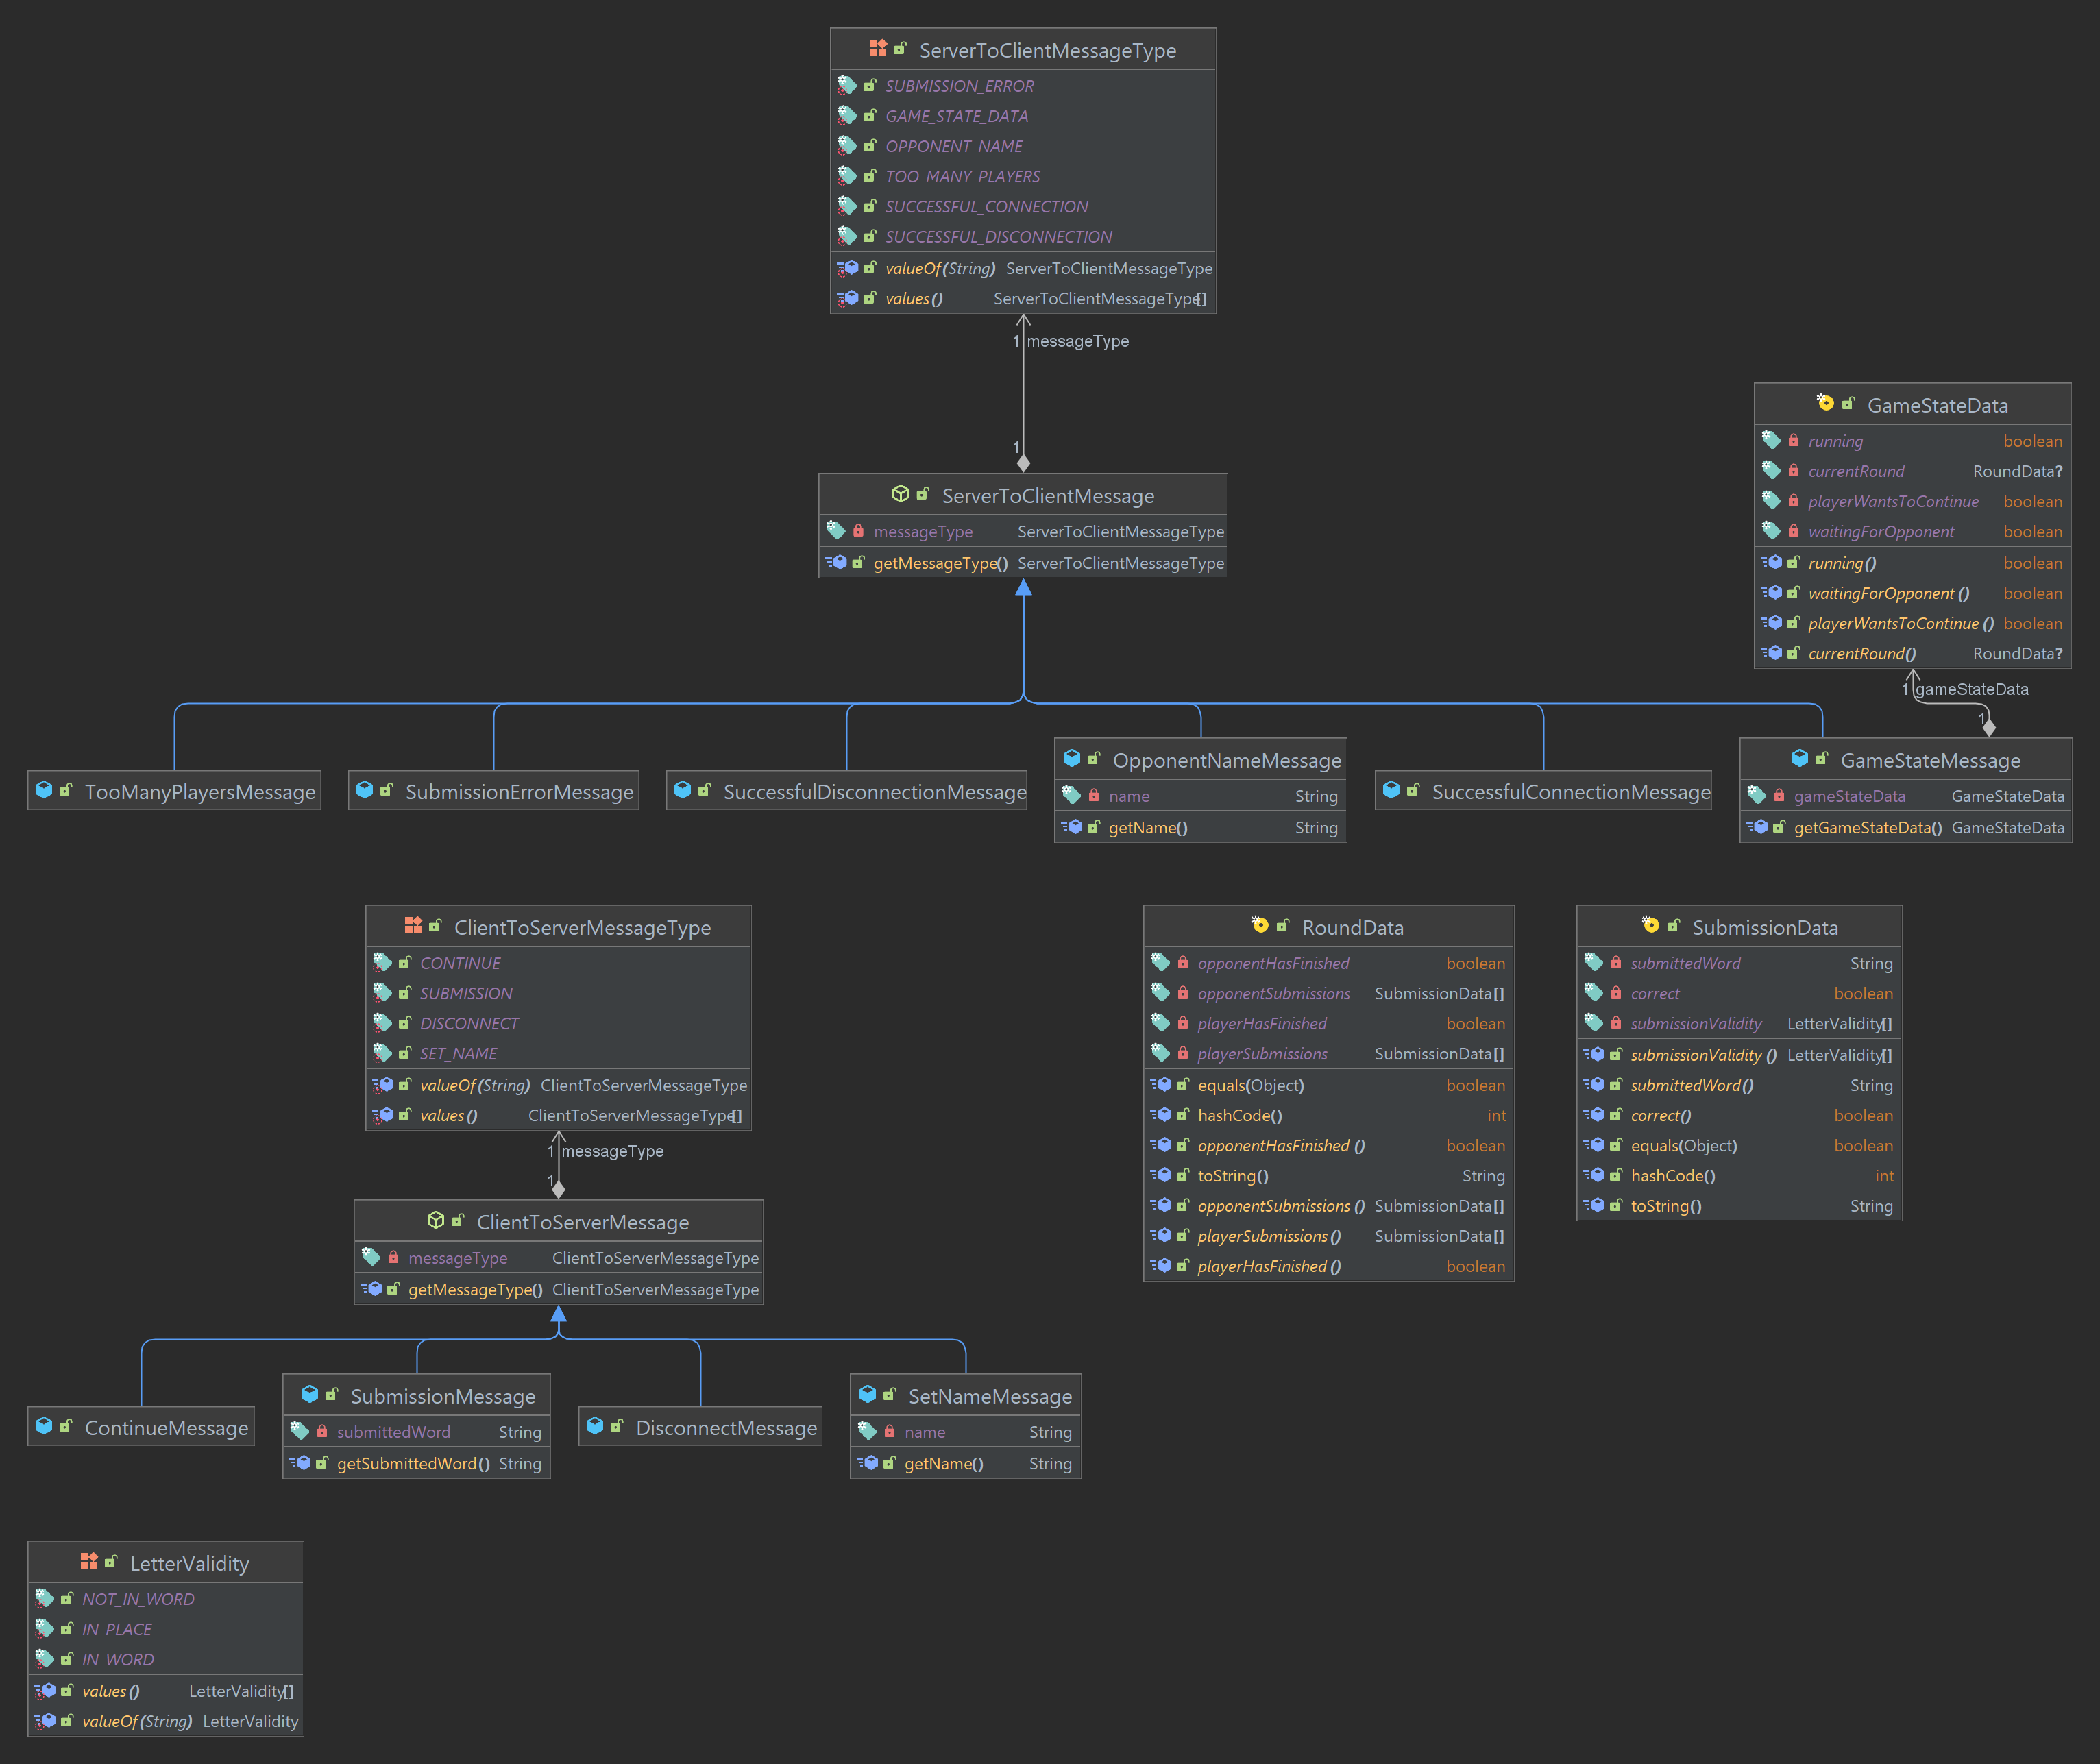 ServerToClientMessageType
SUBMISSION_ERROR
GAME_STATE_DATA
OPPONENT_NAME
TOO_MANY_PLAYERS
SUCCESSFUL_CONNECTION
SUCCESSFUL_DISCONNECTION
valueOf(String) ServerToClientMessageType
values() ServerToClientMessageType[]
1 messageType
1
ServerToClientMessage
messageType ServerToClientMessageType
getMessageType() ServerToClientMessageType
GameStateData
running boolean
currentRound RoundData?
playerWantsToContinue boolean
waitingForOpponent boolean
running() boolean
waitingForOpponent() boolean
playerWantsToContinue() boolean
currentRound() RoundData?
1 gameStateData
1
TooManyPlayersMessage
SubmissionErrorMessage
SuccessfulDisconnectionMessage
OpponentNameMessage
name String
getName() String
SuccessfulConnectionMessage
GameStateMessage
gameStateData GameStateData
getGameStateData() GameStateData
ClientToServerMessageType
CONTINUE
SUBMISSION
DISCONNECT
SET_NAME
valueOf(String) ClientToServerMessageType
values() ClientToServerMessageType[]
1 messageType
1
ClientToServerMessage
messageType ClientToServerMessageType
getMessageType() ClientToServerMessageType
RoundData
opponentHasFinished boolean
opponentSubmissions SubmissionData[]
playerHasFinished boolean
playerSubmissions SubmissionData[]
equals(Object) boolean
hashCode() int
opponentHasFinished() boolean
toString() String
opponentSubmissions() SubmissionData[]
playerSubmissions() SubmissionData[]
playerHasFinished() boolean
SubmissionData
submittedWord String
correct boolean
submissionValidity LetterValidity[]
submissionValidity() LetterValidity[]
submittedWord() String
correct() boolean
equals(Object) boolean
hashCode() int
toString() String
ContinueMessage
SubmissionMessage
submittedWord String
getSubmittedWord() String
DisconnectMessage
SetNameMessage
name String
getName() String
LetterValidity
NOT_IN_WORD
IN_PLACE
IN_WORD
values() LetterValidity[]
valueOf(String) LetterValidity